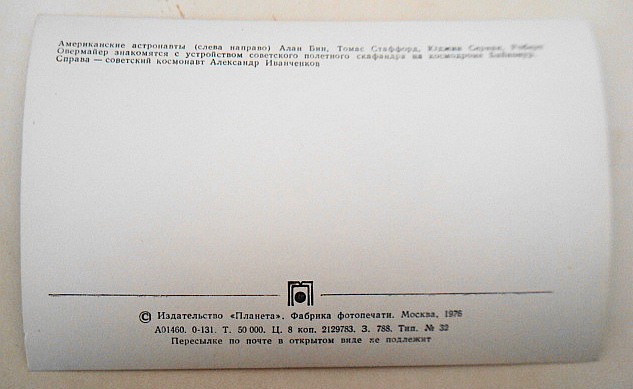 Американские астронавты (слева направо) Алан Бин, Томас Стаффорд, Юджин Сернан, Роберт
Овермайер знакомятся с устройством советского полетного скафандра на космодроме Байконур.
Справа — советский космонавт Александр Иванченков
© Издательство «Планета». Фабрика фотопечати. Москва, 1976
А01460. 0-131. Т. 50 000. Ц. 8 коп. 2129783. З. 788. Тип. № 32
Пересылке по почте в открытом виде не подлежит